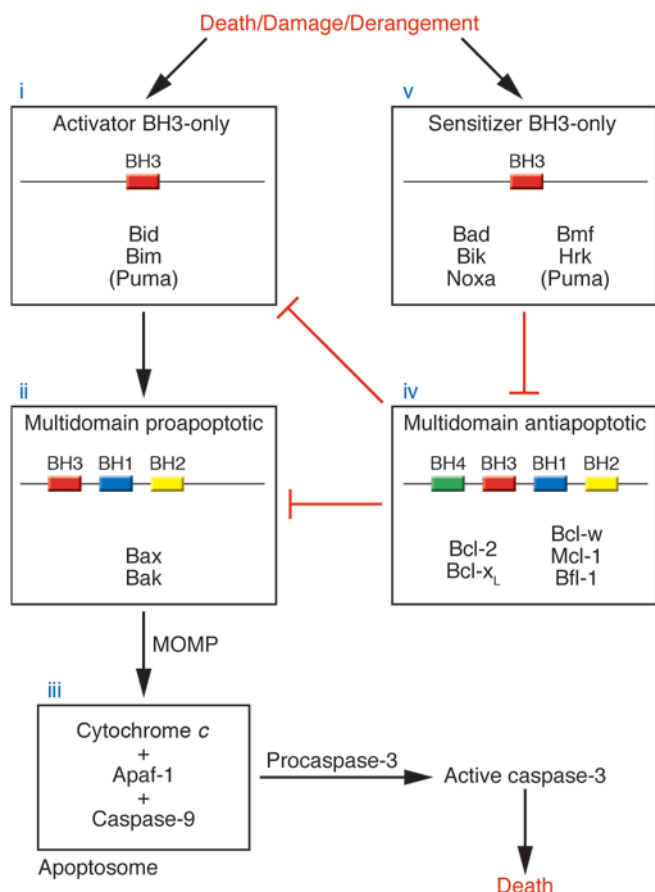 Death/Damage/Derangement
i
Activator BH3-only
BH3
Bid
Bim
(Puma)
v
Sensitizer BH3-only
BH3
Bad
Bik
Noxa
Bmf
Hrk
(Puma)
ii
Multidomain proapoptotic
BH3 BH1 BH2
Bax
Bak
iv
Multidomain antiapoptotic
BH4 BH3 BH1 BH2
Bcl-2
Bcl-xL
Bcl-w
Mcl-1
Bfl-1
MOMP
iii
Cytochrome c
+
Apaf-1
+
Caspase-9
Apoptosome
Procaspase-3
Active caspase-3
Death